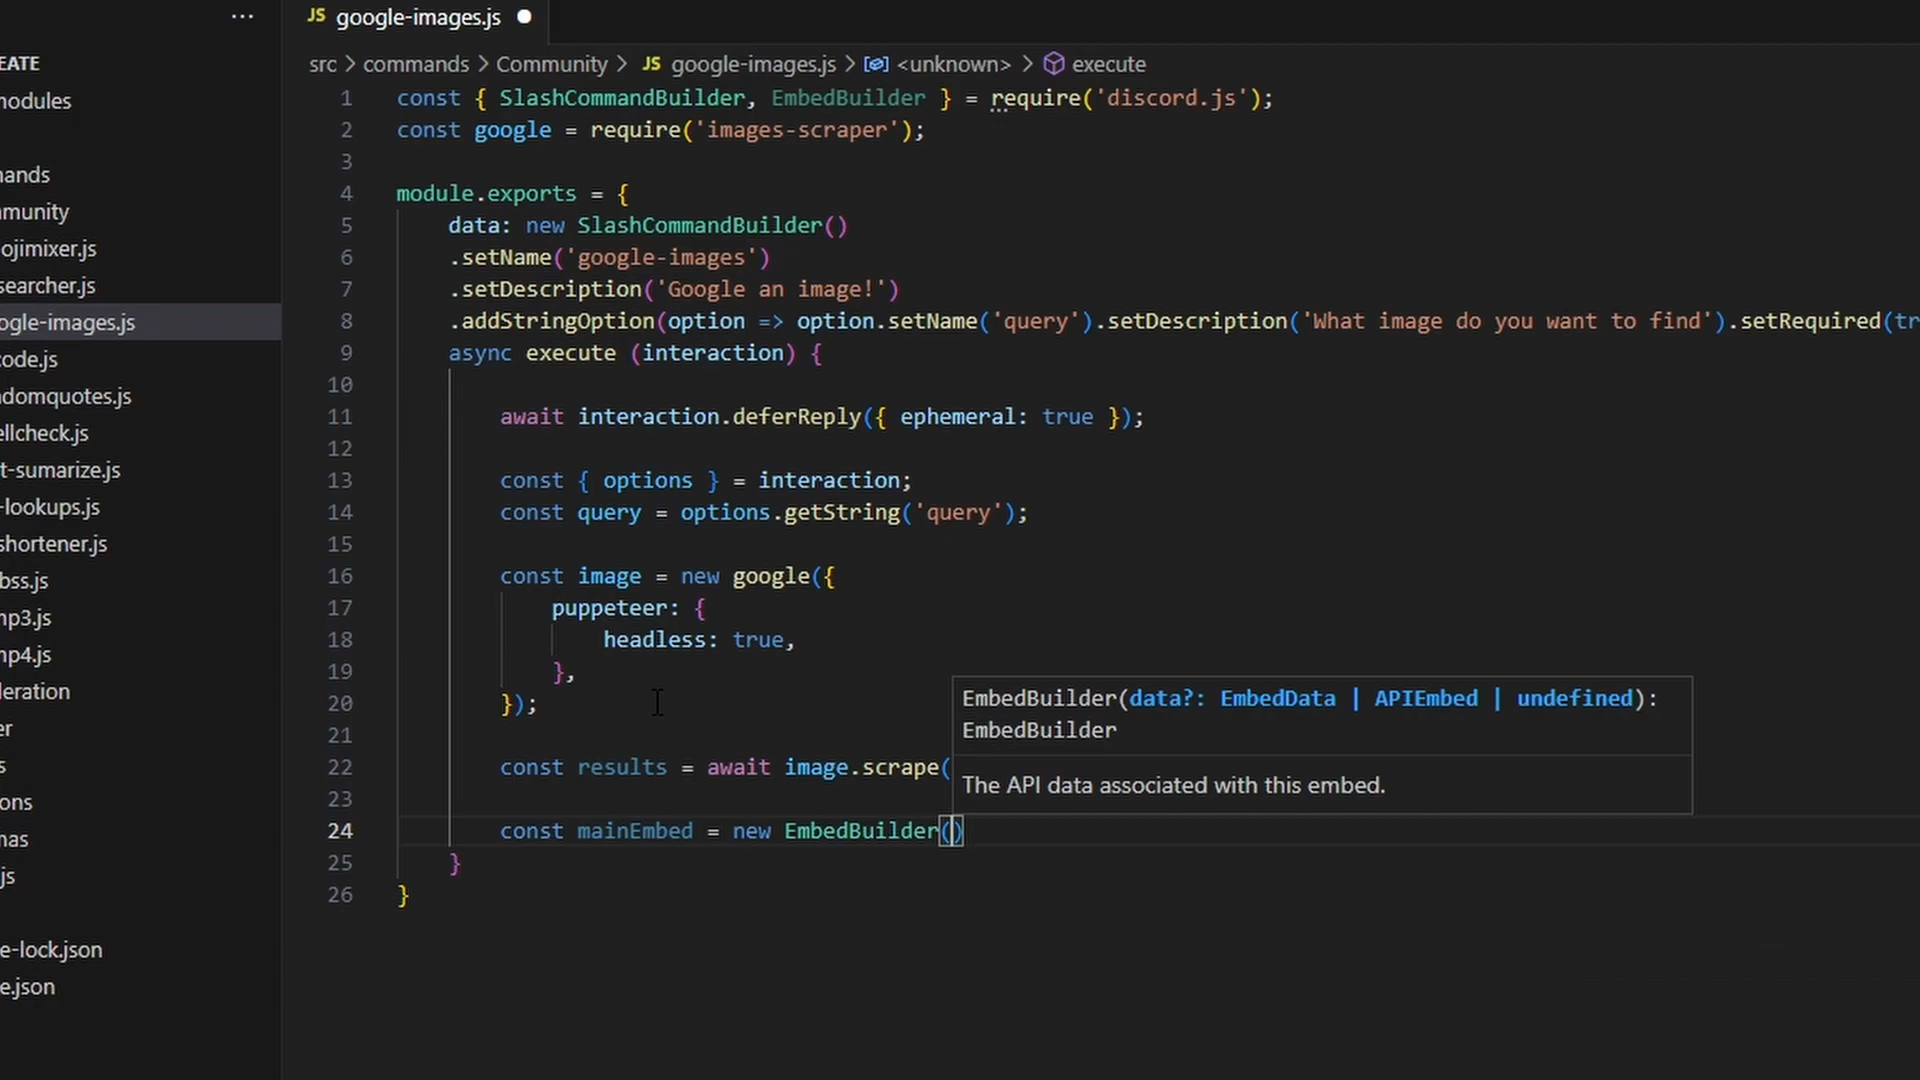 ···
JS google-images.js ●
EATE
src > commands > Community > JS google-images.js > <unknown> > execute
nodules
nands
nmunity
ojimixer.js
searcher.js
ogle-images.js
code.js
ndomquotes.js
ellcheck.js
t-sumarize.js
-lookups.js
shortener.js
bss.js
np3.js
np4.js
leration
er
s
ons
nas
js
e-lock.json
e.json
1 const { SlashCommandBuilder, EmbedBuilder } = require('discord.js');
2 const google = require('images-scraper');
3
4 module.exports = {
5 data: new SlashCommandBuilder()
6 .setName('google-images')
7 .setDescription('Google an image!')
8 .addStringOption(option => option.setName('query').setDescription('What image do you want to find').setRequired(tr
9 async execute (interaction) {
10
11 await interaction.deferReply({ ephemeral: true });
12
13 const { options } = interaction;
14 const query = options.getString('query');
15
16 const image = new google({
17 puppeteer: {
18 headless: true,
19 },
20 });
21
22 const results = await image.scrape(
23
24 const mainEmbed = new EmbedBuilder()
25 }
26 }
EmbedBuilder(data?: EmbedData | APIEmbed | undefined):
EmbedBuilder
The API data associated with this embed.